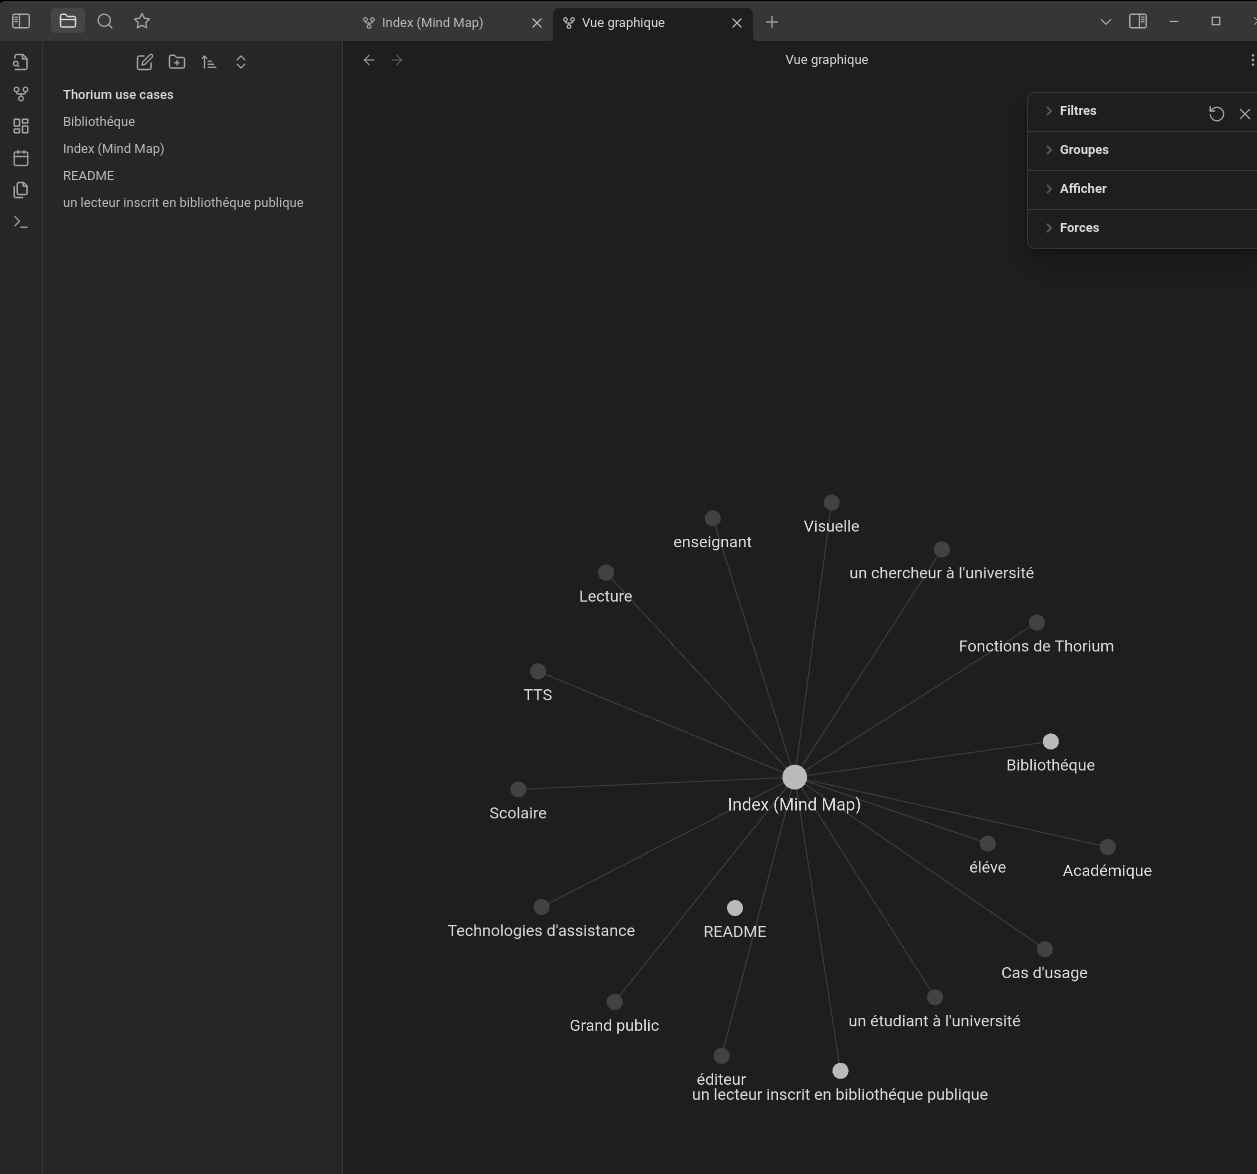 Index (Mind Map)
Vue graphique
Vue graphique
Thorium use cases
Bibliothéque
Index (Mind Map)
README
un lecteur inscrit en bibliothéque publique
Filtres
Groupes
Afficher
Forces
Visuelle
enseignant
un chercheur à l'université
Lecture
Fonctions de Thorium
TTS
Bibliothéque
Index (Mind Map)
Scolaire
éléve
Académique
Technologies d'assistance
README
Cas d'usage
Grand public
un étudiant à l'université
éditeur
un lecteur inscrit en bibliothéque publique